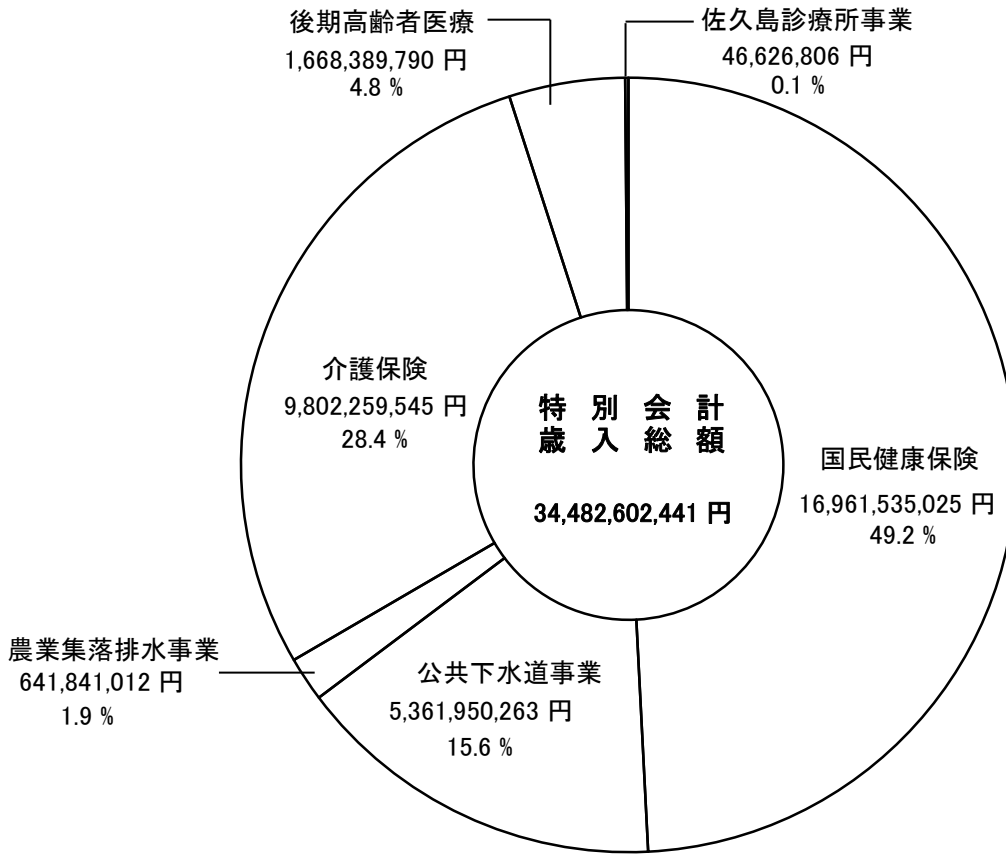 後期高齢者医療
1,668,389,790 円
4.8 %
佐久島診療所事業
46,626,806 円
0.1 %
介護保険
9,802,259,545 円
28.4 %
特別会計
歳入総額
34,482,602,441 円
国民健康保険
16,961,535,025 円
49.2 %
農業集落排水事業
641,841,012 円
1.9 %
公共下水道事業
5,361,950,263 円
15.6 %